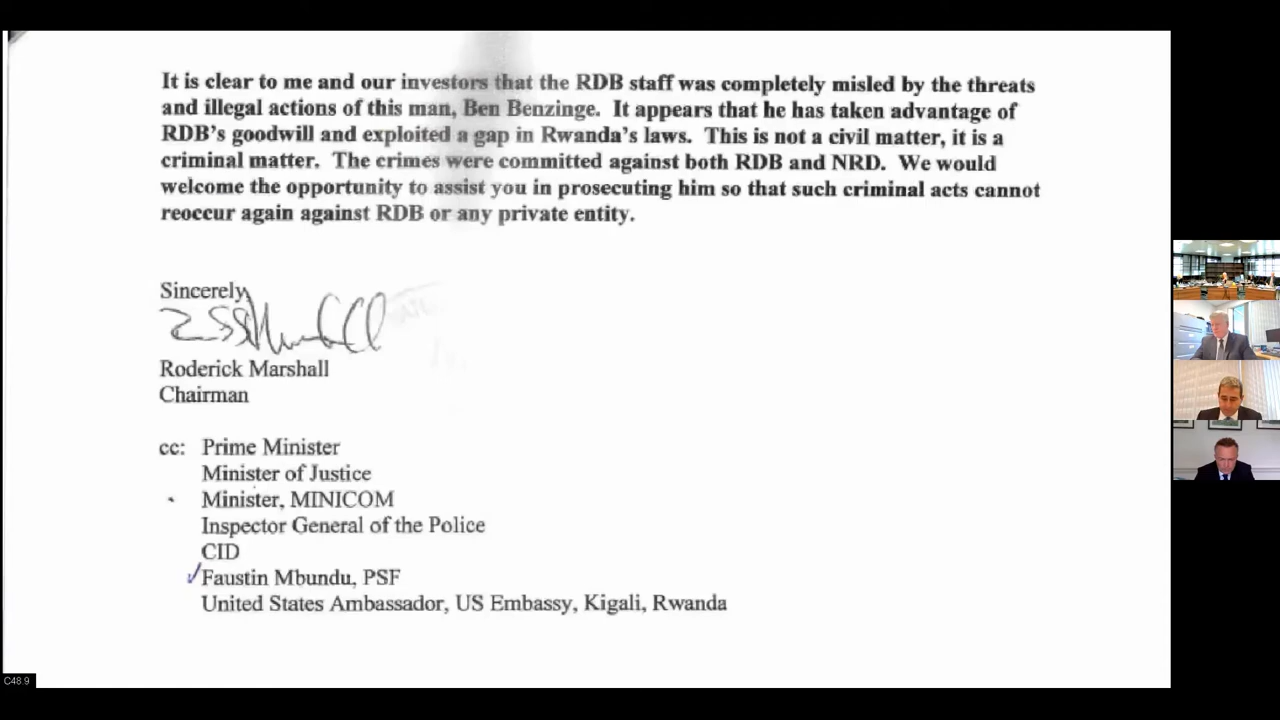 It is clear to me and our investors that the RDB staff was completely misled by the threats
and illegal actions of this man, Ben Benzinge.  It appears that he has taken advantage of
RDB's goodwill and exploited a gap in Rwanda's laws.  This is not a civil matter, it is a
criminal matter.  The crimes were committed against both RDB and NRD.  We would
welcome the opportunity to assist you in prosecuting him so that such criminal acts cannot
reoccur again against RDB or any private entity.
Sincerely,
Roderick Marshall
Chairman
cc: Prime Minister
Minister of Justice
Minister, MINICOM
Inspector General of the Police
CID
Faustin Mbundu, PSF
United States Ambassador, US Embassy, Kigali, Rwanda
C48.9